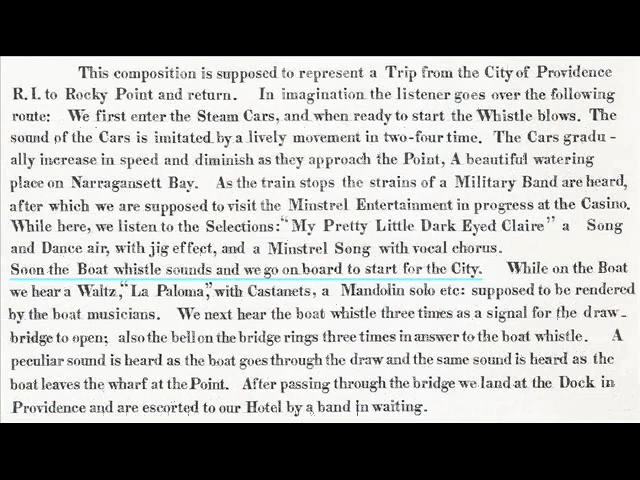 This composition is supposed to represent a Trip from the City of Providence
R. I. to Rocky Point and return. In imagination the listener goes over the following
route: We first enter the Steam Cars, and when ready to start the Whistle blows. The
sound of the Cars is imitated by a lively movement in two-four time. The Cars gradu-
ally increase in speed and diminish as they approach the Point, A beautiful watering
place on Narragansett Bay. As the train stops the strains of a Military Band are heard,
after which we are supposed to visit the Minstrel Entertainment in progress at the Casino.
While here, we listen to the Selections: "My Pretty Little Dark Eyed Claire" a Song
and Dance air, with jig effect, and a Minstrel Song with vocal chorus.
Soon the Boat whistle sounds and we go on board to start for the City. While on the Boat
we hear a Waltz, "La Paloma," with Castanets, a Mandolin solo etc: supposed to be rendered
by the boat musicians. We next hear the boat whistle three times as a signal for the draw-
bridge to open; also the bell on the bridge rings three times in answer to the boat whistle. A
peculiar sound is heard as the boat goes through the draw and the same sound is heard as the
boat leaves the wharf at the Point. After passing through the bridge we land at the Dock in
Providence and are escorted to our Hotel by a band in waiting.